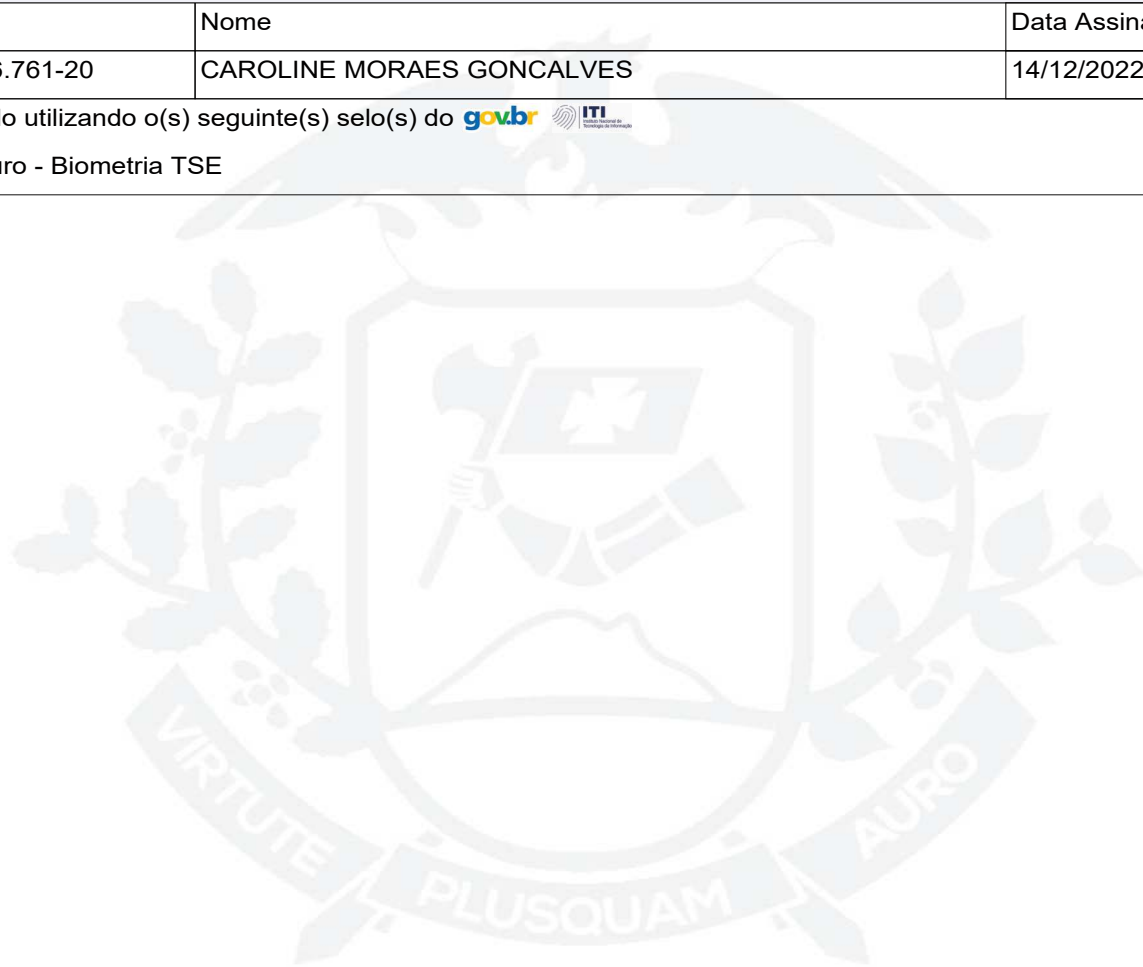 Nome Data Assina
6.761-20 CAROLINE MORAES GONCALVES 14/12/2022
o utilizando o(s) seguinte(s) selo(s) do gov.br ITI
uro - Biometria TSE
VIRTUTE PLUSQUAM AURO